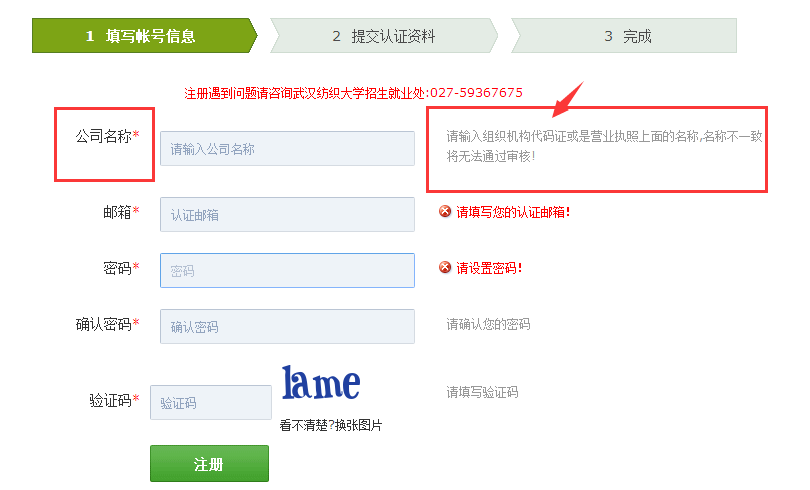 1 填写帐号信息
2 提交认证资料
3 完成
注册遇到问题请咨询武汉纺织大学招生就业处:027-59367675
公司名称*
请输入公司名称
请输入组织机构代码证或是营业执照上面的名称,名称不一致
将无法通过审核!
邮箱*
认证邮箱
请填写您的认证邮箱!
密码*
密码
请设置密码!
确认密码*
确认密码
请确认您的密码
验证码*
验证码
lame
请填写验证码
看不清楚?换张图片
注册